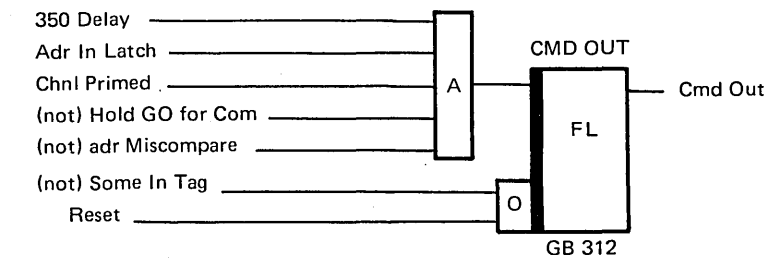 350 Delay
Adr In Latch
Chnl Primed
(not) Hold GO for Com
(not) adr Miscompare
(not) Some In Tag
Reset
A
O
CMD OUT
FL
GB 312
Cmd Out